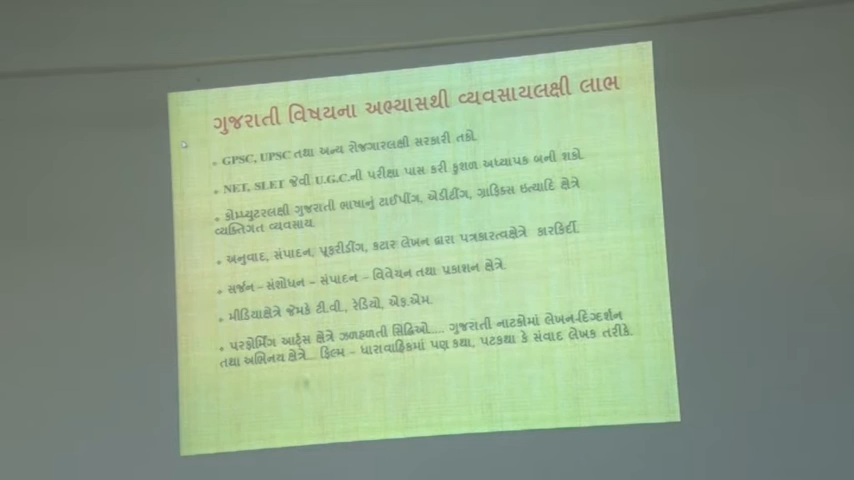 ગુજરાતી વિષયના અભ્યાસથી વ્યવસાયલક્ષી લાભ
• GPSC, UPSC તથા અન્ય રોજગારલક્ષી સરકારી તકો.
• NET, SLET જેવી U.G.C.ની પરીક્ષા પાસ કરી કુશળ અધ્યાપક બની શકો.
• કોમ્પ્યુટરલક્ષી ગુજરાતી ભાષાનું ટાઈપીંગ, એડીટીંગ, ગ્રાફિક્સ ઇત્યાદિ ક્ષેત્રે
વ્યક્તિગત વ્યવસાય.
• અનુવાદ, સંપાદન, પૂફરીડીંગ, કટાર લેખન દ્વારા પત્રકારત્વક્ષેત્રે કારકિર્દી.
• સર્જન – સંશોધન – સંપાદન – વિવેચન તથા પ્રકાશન ક્ષેત્રે.
• મીડિયાક્ષેત્રે જેમકે ટી.વી., રેડિયો, એફ.એમ.
• પરફોર્મિંગ આર્ટ્સ ક્ષેત્રે ઝળહળતી સિદ્ધિઓ..... ગુજરાતી નાટકોમાં લેખન-દિગ્દર્શન
તથા અભિનય ક્ષેત્રે... ફિલ્મ – ધારાવાહિકમાં પણ કથા, પટકથા કે સંવાદ લેખક તરીકે.